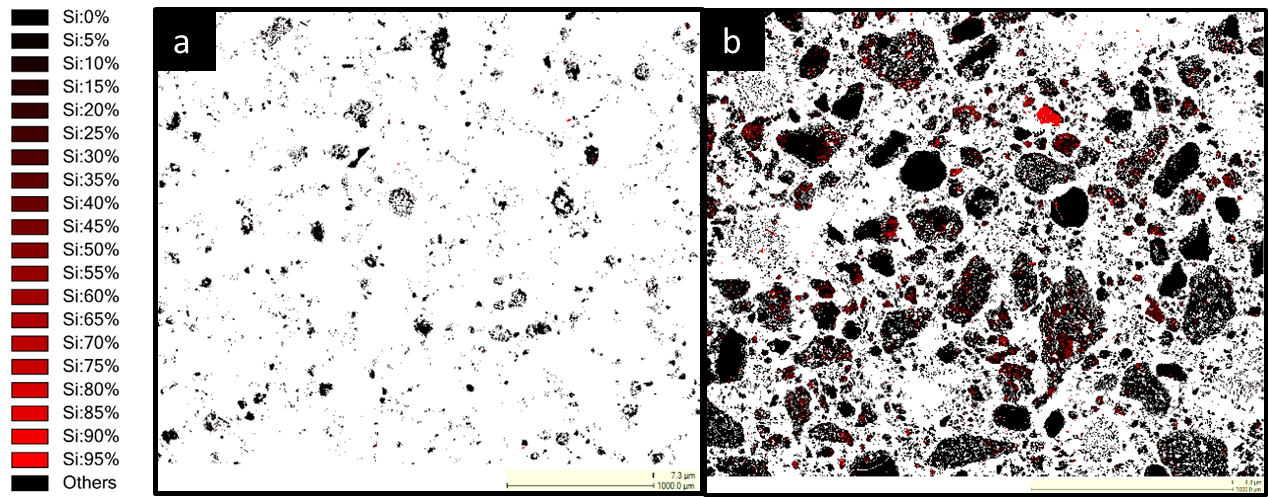 Si:0%
Si:5%
Si:10%
Si:15%
Si:20%
Si:25%
Si:30%
Si:35%
Si:40%
Si:45%
Si:50%
Si:55%
Si:60%
Si:65%
Si:70%
Si:75%
Si:80%
Si:85%
Si:90%
Si:95%
Others
a
7.3 µm
1000.0 µm
b
1000.0 µm